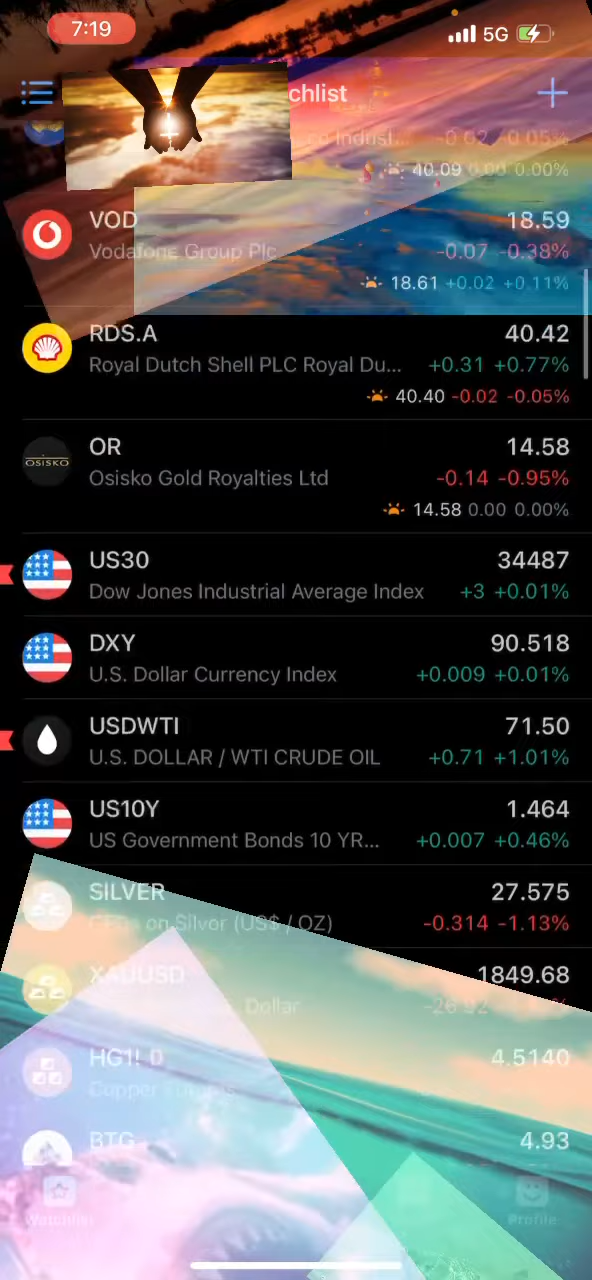 7:19
5G
chlist
-0.62 -0.05%
40.09 0.00 0.00%
VOD
18.59
Vodafone Group Plc
-0.07 -0.38%
18.61 +0.02 +0.11%
RDS.A
40.42
Royal Dutch Shell PLC Royal Du...
+0.31 +0.77%
40.40 -0.02 -0.05%
OR
14.58
OSISKO
Osisko Gold Royalties Ltd
-0.14 -0.95%
14.58 0.00 0.00%
US30
34487
Dow Jones Industrial Average Index
+3 +0.01%
DXY
90.518
U.S. Dollar Currency Index
+0.009 +0.01%
USDWTI
71.50
U.S. DOLLAR / WTI CRUDE OIL
+0.71 +1.01%
US10Y
1.464
US Government Bonds 10 YR...
+0.007 +0.46%
SILVER
27.575
on Silver (US$ / OZ)
-0.314 -1.13%
XAUUSD
1849.68
Dollar
-26.92
HG1!
4.5140
Copper
BTG
4.93
Watchlist
Profile